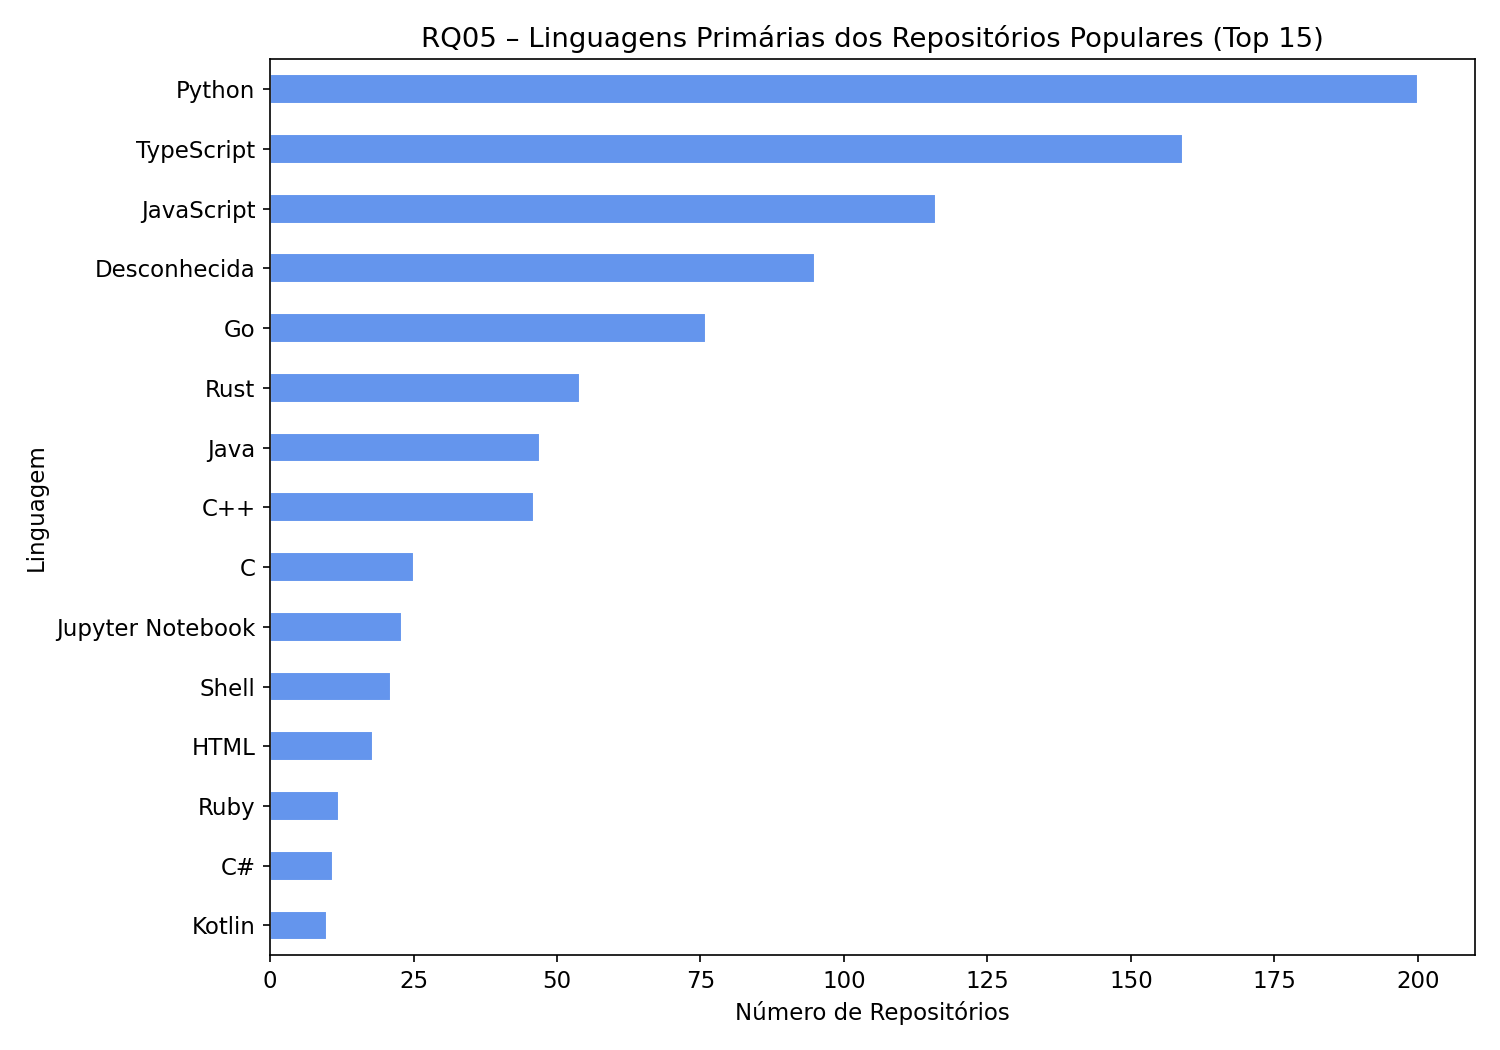 RQ05 – Linguagens Primárias dos Repositórios Populares (Top 15)
Linguagem
Python
TypeScript
JavaScript
Desconhecida
Go
Rust
Java
C++
C
Jupyter Notebook
Shell
HTML
Ruby
C#
Kotlin
0 25 50 75 100 125 150 175 200
Número de Repositórios